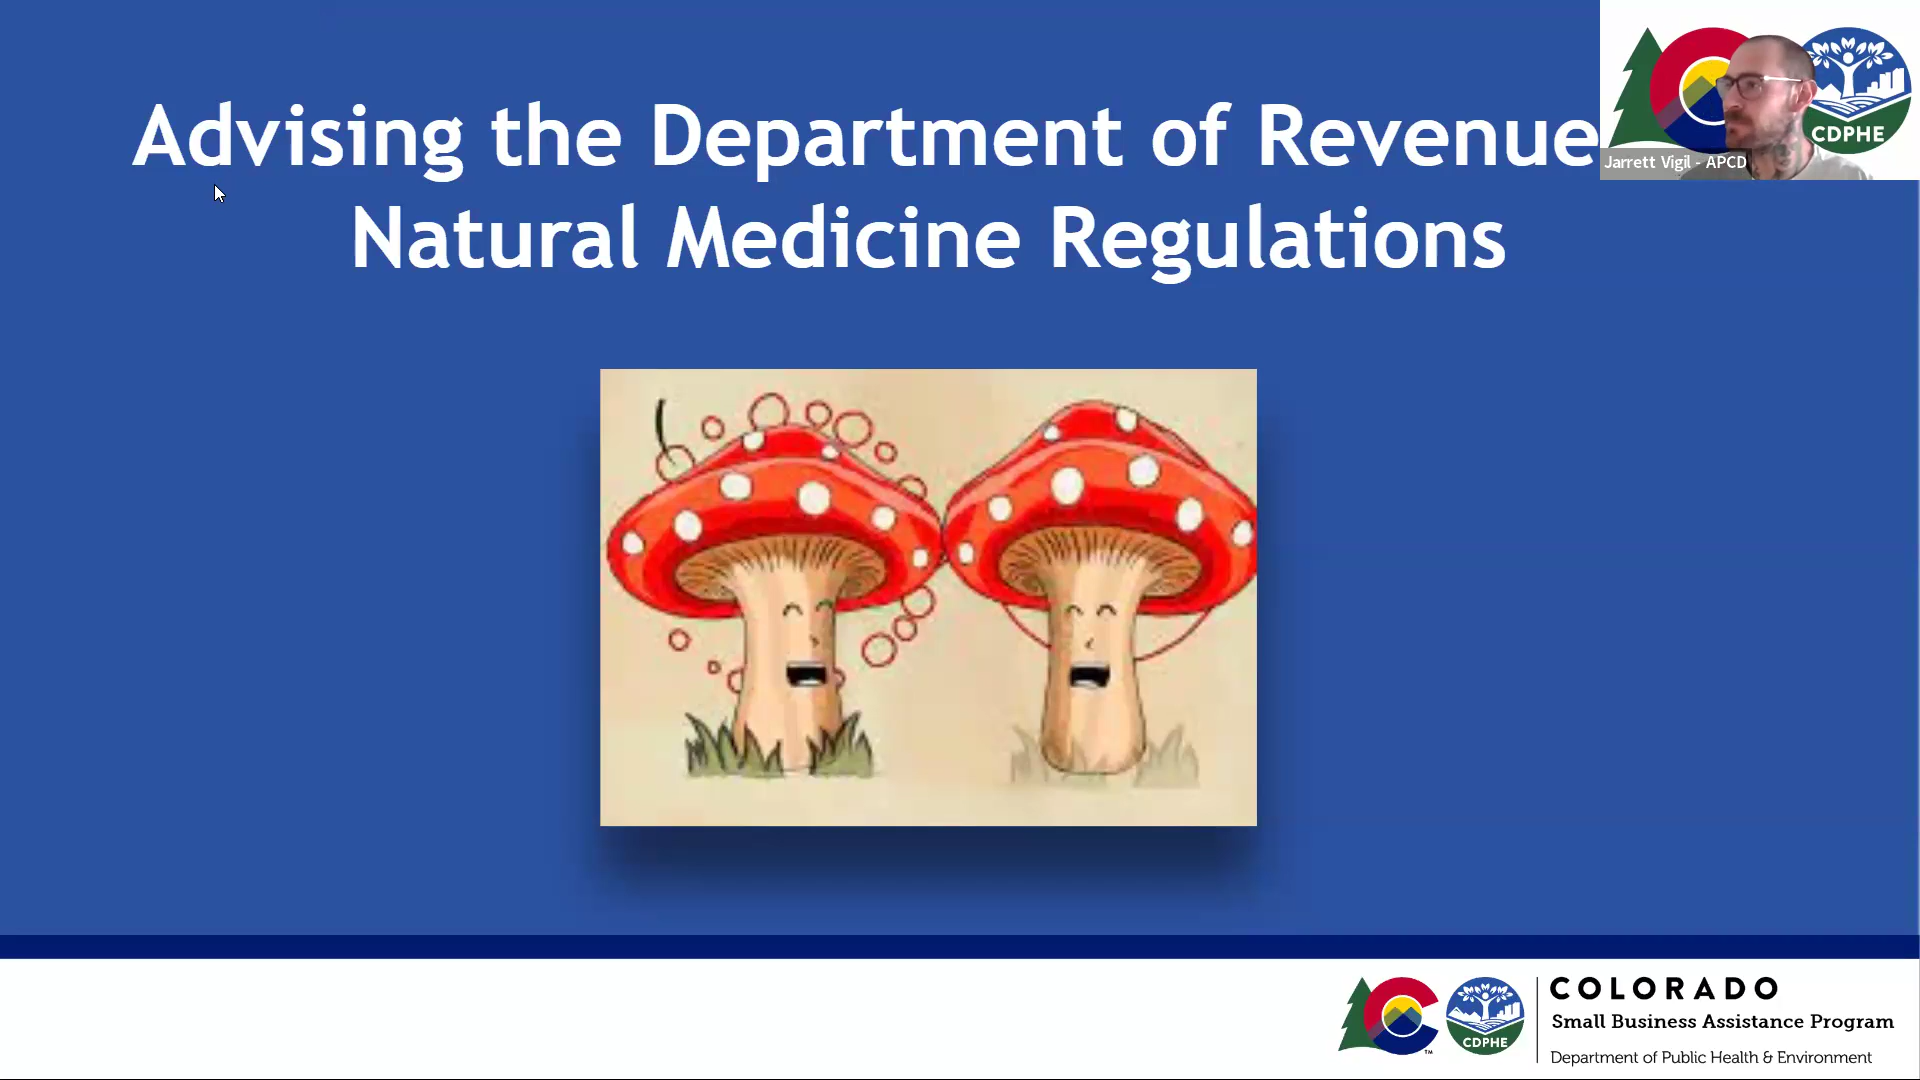 Advising the Department of Revenue
Natural Medicine Regulations
CDPHE
Jarrett Vigil - APCD
CDPHE
TM
COLORADO
Small Business Assistance Program
Department of Public Health & Environment